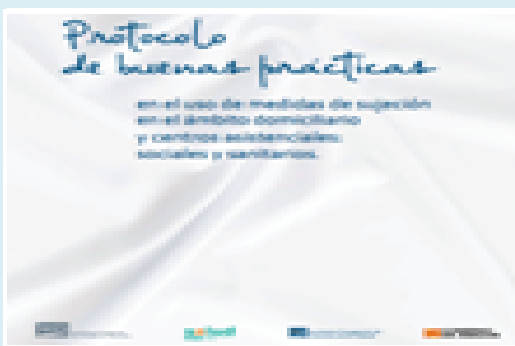 Protocolo
de buenas prácticas
en el uso de medidas de sujeción
en el ámbito domiciliario
y centros asistenciales:
sociales y sanitarios.